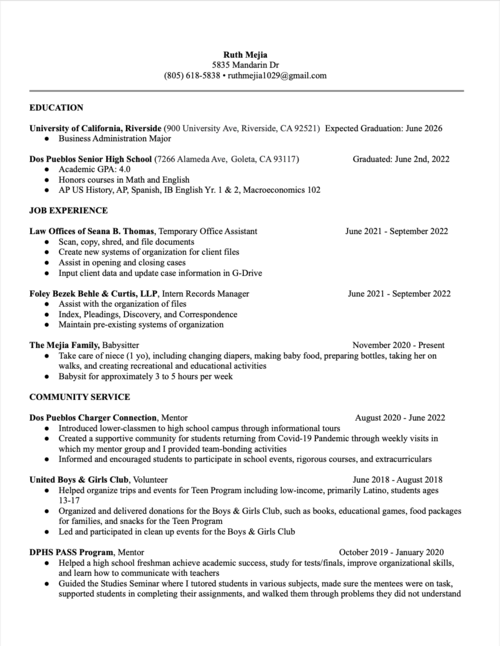 Ruth Mejia
5835 Mandarin Dr
(805) 618-5838 • ruthmejia1029@gmail.com
EDUCATION
University of California, Riverside (900 University Ave, Riverside, CA 92521) Expected Graduation: June 2026
● Business Administration Major
Dos Pueblos Senior High School (7266 Alameda Ave, Goleta, CA 93117) Graduated: June 2nd, 2022
● Academic GPA: 4.0
● Honors courses in Math and English
● AP US History, AP, Spanish, IB English Yr. 1 & 2, Macroeconomics 102
JOB EXPERIENCE
Law Offices of Seana B. Thomas, Temporary Office Assistant June 2021 - September 2022
● Scan, copy, shred, and file documents
● Create new systems of organization for client files
● Assist in opening and closing cases
● Input client data and update case information in G-Drive
Foley Bezek Behle & Curtis, LLP, Intern Records Manager June 2021 - September 2022
● Assist with the organization of files
● Index, Pleadings, Discovery, and Correspondence
● Maintain pre-existing systems of organization
The Mejia Family, Babysitter November 2020 - Present
● Take care of niece (1 yo), including changing diapers, making baby food, preparing bottles, taking her on
walks, and creating recreational and educational activities
● Babysit for approximately 3 to 5 hours per week
COMMUNITY SERVICE
Dos Pueblos Charger Connection, Mentor August 2020 - June 2022
● Introduced lower-classmen to high school campus through informational tours
● Created a supportive community for students returning from Covid-19 Pandemic through weekly visits in
which my mentor group and I provided team-bonding activities
● Informed and encouraged students to participate in school events, rigorous courses, and extracurriculars
United Boys & Girls Club, Volunteer June 2018 - August 2018
● Helped organize trips and events for Teen Program including low-income, primarily Latino, students ages
13-17
● Organized and delivered donations for the Boys & Girls Club, such as books, educational games, food packages
for families, and snacks for the Teen Program
● Led and participated in clean up events for the Boys & Girls Club
DPHS PASS Program, Mentor October 2019 - January 2020
● Helped a high school freshman achieve academic success, study for tests/finals, improve organizational skills,
and learn how to communicate with teachers
● Guided the Studies Seminar where I tutored students in various subjects, made sure the mentees were on task,
supported students in completing their assignments, and walked them through problems they did not understand